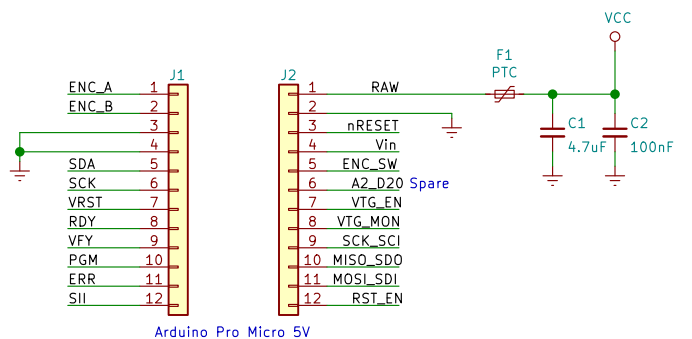 VCC
F1
PTC
J1
J2
ENC_A 1
1 RAW
ENC_B 2
2
3
3 nRESET
C1
C2
4
4 Vin
4.7uF
100nF
SDA 5
5 ENC_SW
SCK 6
6 A2_D20 Spare
VRST 7
7 VTG_EN
RDY 8
8 VTG_MON
VFY 9
9 SCK_SCI
PGM 10
10 MISO_SDO
ERR 11
11 MOSI_SDI
SII 12
12 RST_EN
Arduino Pro Micro 5V